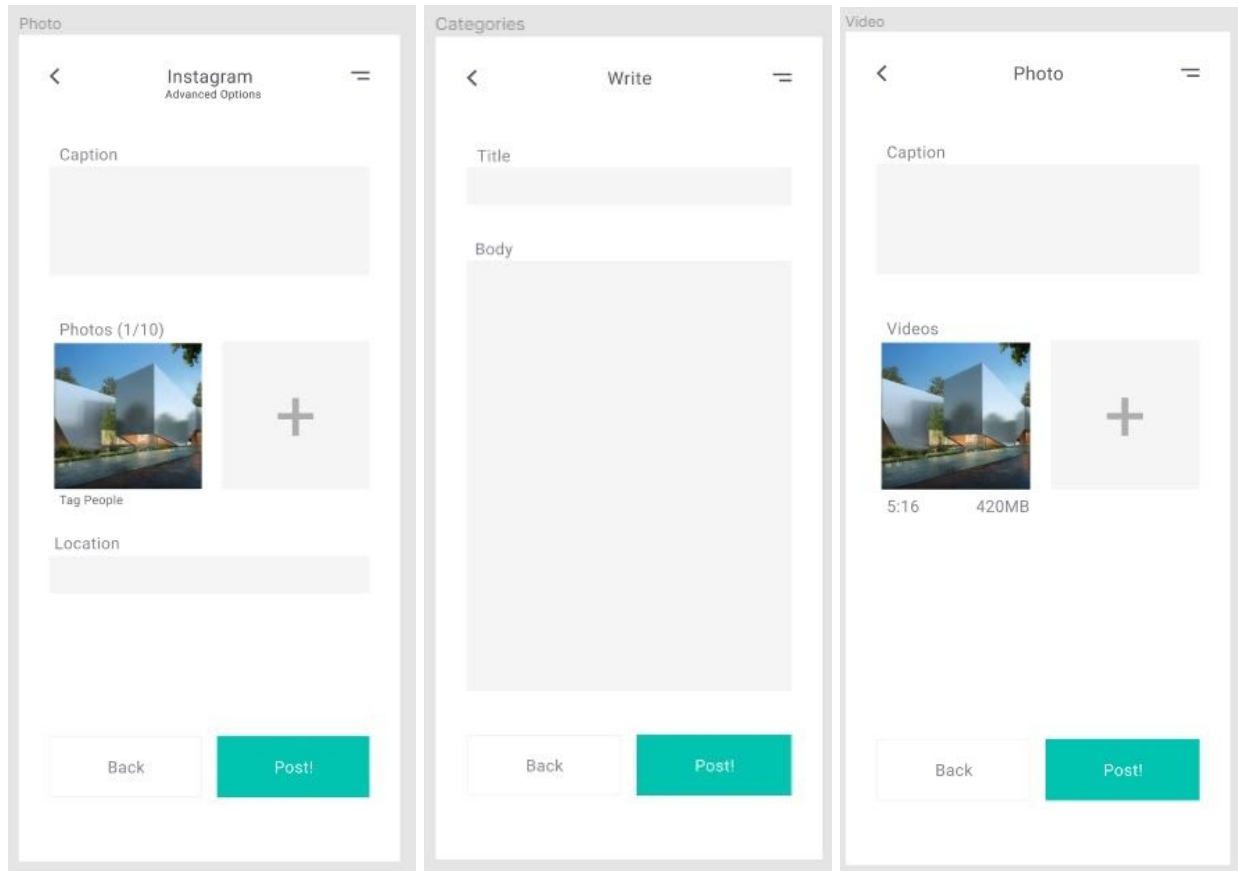 Photo
Instagram
Advanced Options
Caption
Photos (1/10)
Tag People
Location
Back Post!
Categories
Write
Title
Body
Back Post!
Video
Photo
Caption
Videos
5:16 420MB
Back Post!